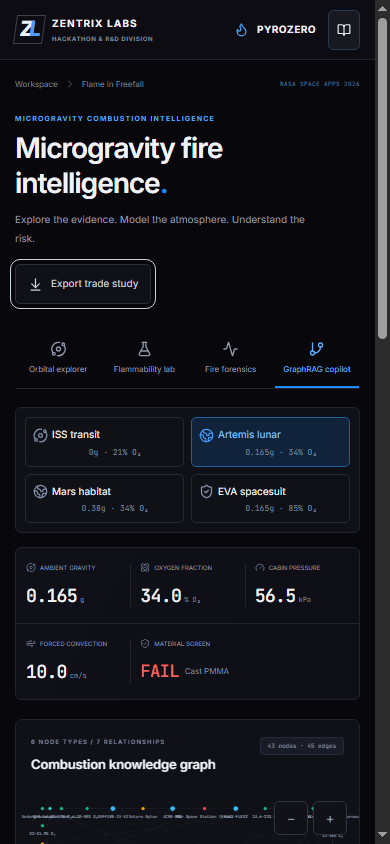 ZENTRIX LABS
HACKATHON & R&D DIVISION
PYROZERO
Workspace > Flame in Freefall
NASA SPACE APPS 2026
MICROGRAVITY COMBUSTION INTELLIGENCE
Microgravity fire
intelligence.
Explore the evidence. Model the atmosphere. Understand the
risk.
Export trade study
Orbital explorer
Flammability lab
Fire forensics
GraphRAG copilot
ISS transit
0g · 21% O₂
Artemis lunar
0.165g · 34% O₂
Mars habitat
0.38g · 34% O₂
EVA spacesuit
0.165g · 85% O₂
AMBIENT GRAVITY
0.165 g
OXYGEN FRACTION
34.0 % O₂
CABIN PRESSURE
56.5 kPa
FORCED CONVECTION
10.0 cm/s
MATERIAL SCREEN
FAIL Cast PMMA
6 NODE TYPES / 7 RELATIONSHIPS
43 nodes · 45 edges
Combustion knowledge graph